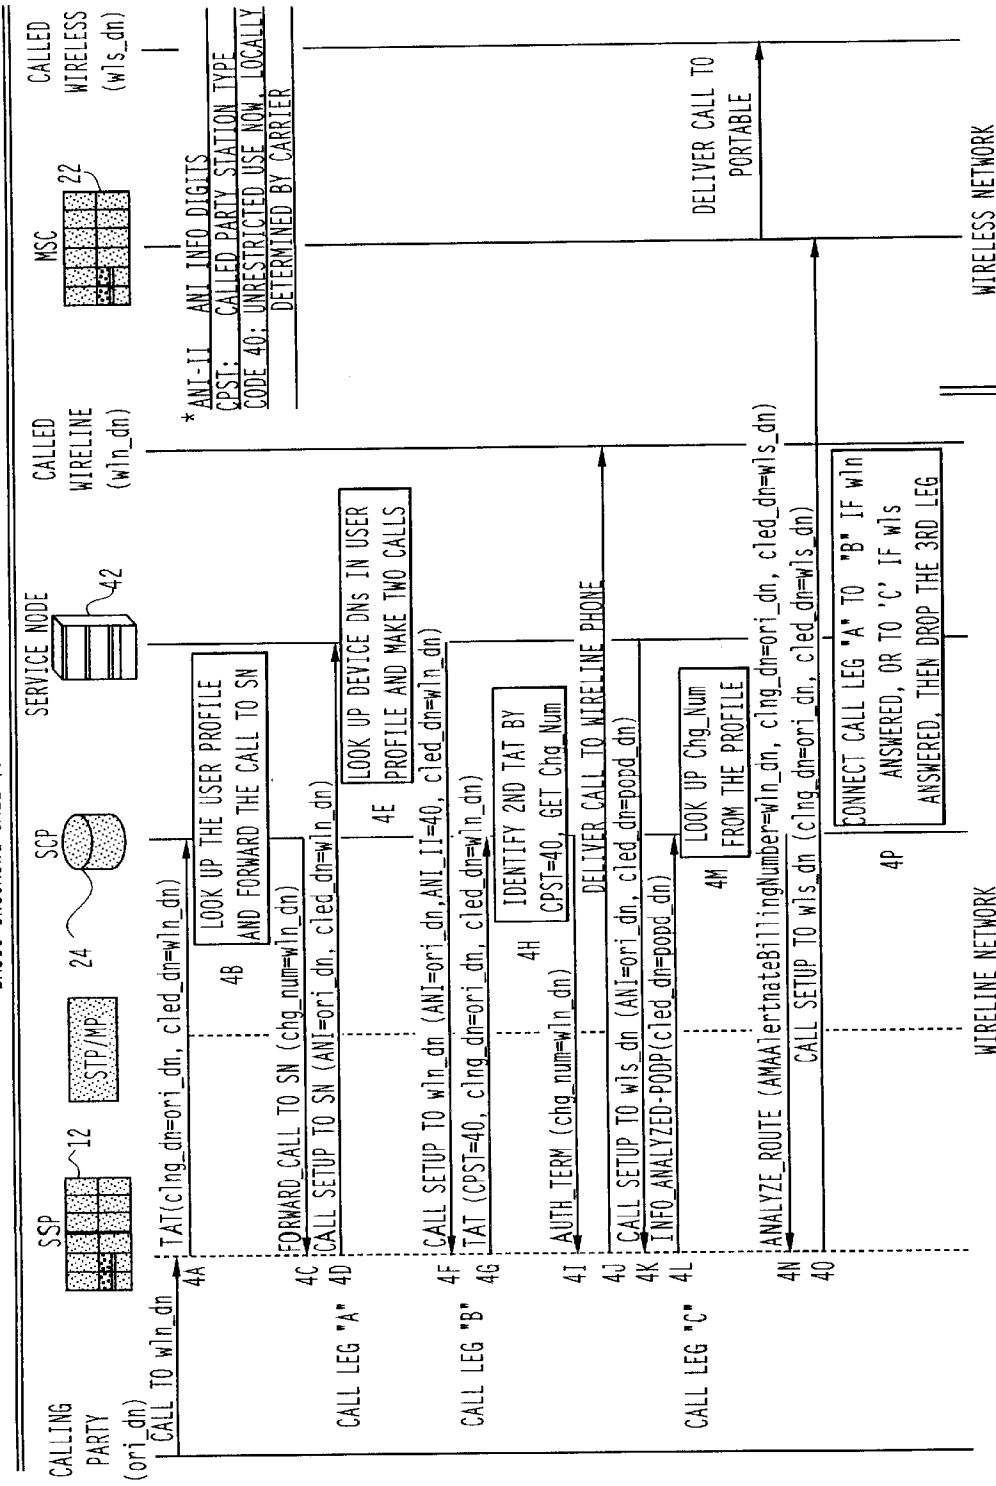 CALLING
PARTY
(ori_dn)
SSP
12
STP/MP
24
SCP
SERVICE NODE
42
CALLED
WIRELINE
(wln_dn)
MSC
22
CALLED
WIRELESS
(wls_dn)
CALL TO wln_dn
4A
TAT(clng_dn=ori_dn, cled_dn=wln_dn)
* ANI-II ANI INFO DIGITS
CPST: CALLED PARTY STATION TYPE
CODE 40: UNRESTRICTED USE NOW, LOCALLY
DETERMINED BY CARRIER
4B
LOOK UP THE USER PROFILE
AND FORWARD THE CALL TO SN
4C
FORWARD_CALL TO SN (chg_num=wln_dn)
CALL LEG "A"
4D
CALL SETUP TO SN (ANI=ori_dn, cled_dn=wln_dn)
4E
LOOK UP DEVICE DNs IN USER
PROFILE AND MAKE TWO CALLS
4F
CALL SETUP TO wln_dn (ANI=ori_dn,ANI_II=40, cled_dn=wln_dn)
CALL LEG "B"
4G
TAT (CPST=40, clng_dn=ori_dn, cled_dn=wln_dn)
4H
IDENTIFY 2ND TAT BY
CPST=40, GET Chg_Num
4I
AUTH_TERM (chg_num=wln_dn)
4J
DELIVER CALL TO WIRELINE PHONE
4K
CALL SETUP TO wls_dn (ANI=ori_dn, cled_dn=popd_dn)
CALL LEG "C"
4L
INFO_ANALYZED-PODP(cled_dn=popd_dn)
4M
LOOK UP Chg_Num
FROM THE PROFILE
DELIVER CALL TO
PORTABLE
4N
ANALYZE_ROUTE (AMAAlertnateBillingNumber=wln_dn, clng_dn=ori_dn, cled_dn=wls_dn)
4O
CALL SETUP TO wls_dn (clng_dn=ori_dn, cled_dn=wls_dn)
4P
CONNECT CALL LEG "A" TO "B" IF wln
ANSWERED, OR TO 'C' IF wls
ANSWERED, THEN DROP THE 3RD LEG
WIRELINE NETWORK
WIRELESS NETWORK